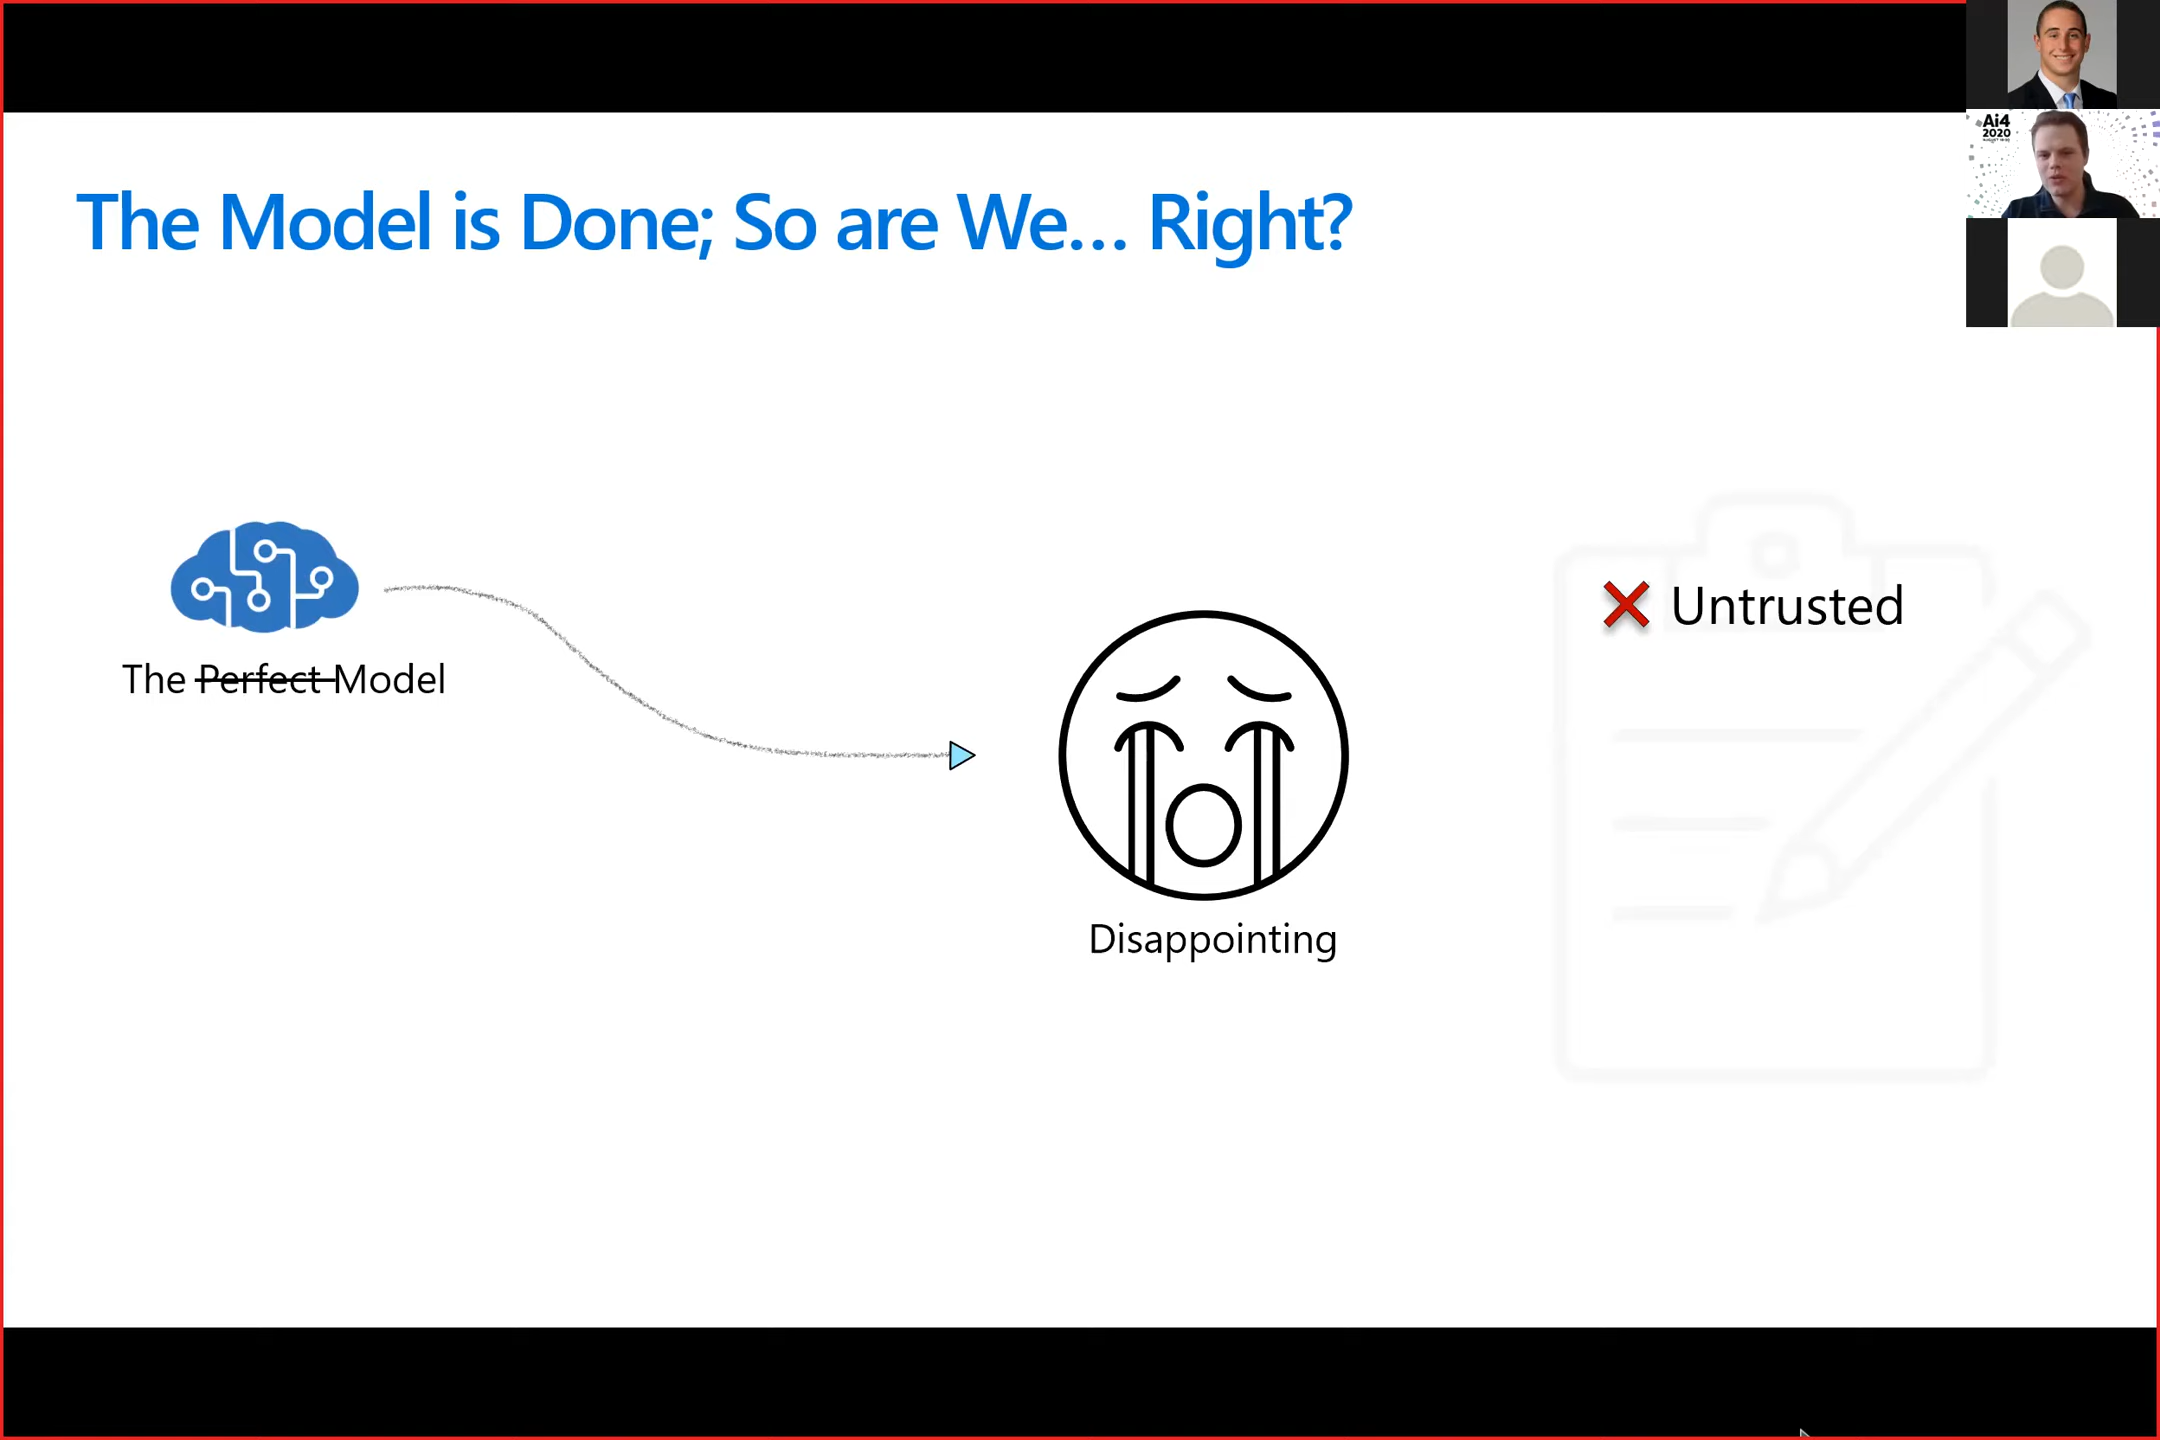 Ai4
2020
The Model is Done; So are We... Right?
Untrusted
The Perfect Model
Disappointing